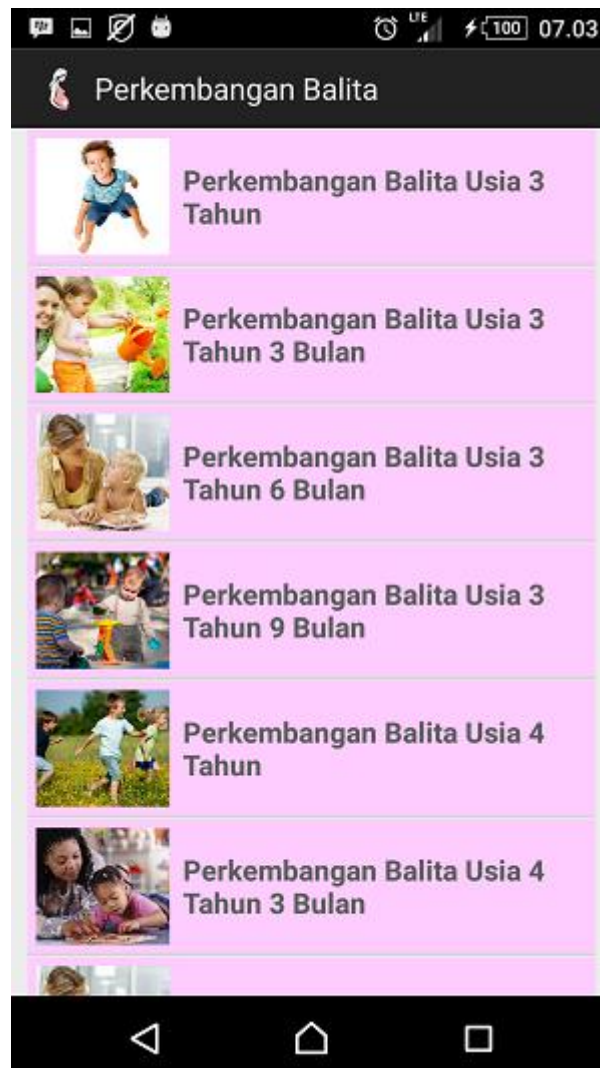 LTE
100 07.03
Perkembangan Balita
Perkembangan Balita Usia 3
Tahun
Perkembangan Balita Usia 3
Tahun 3 Bulan
Perkembangan Balita Usia 3
Tahun 6 Bulan
Perkembangan Balita Usia 3
Tahun 9 Bulan
Perkembangan Balita Usia 4
Tahun
Perkembangan Balita Usia 4
Tahun 3 Bulan